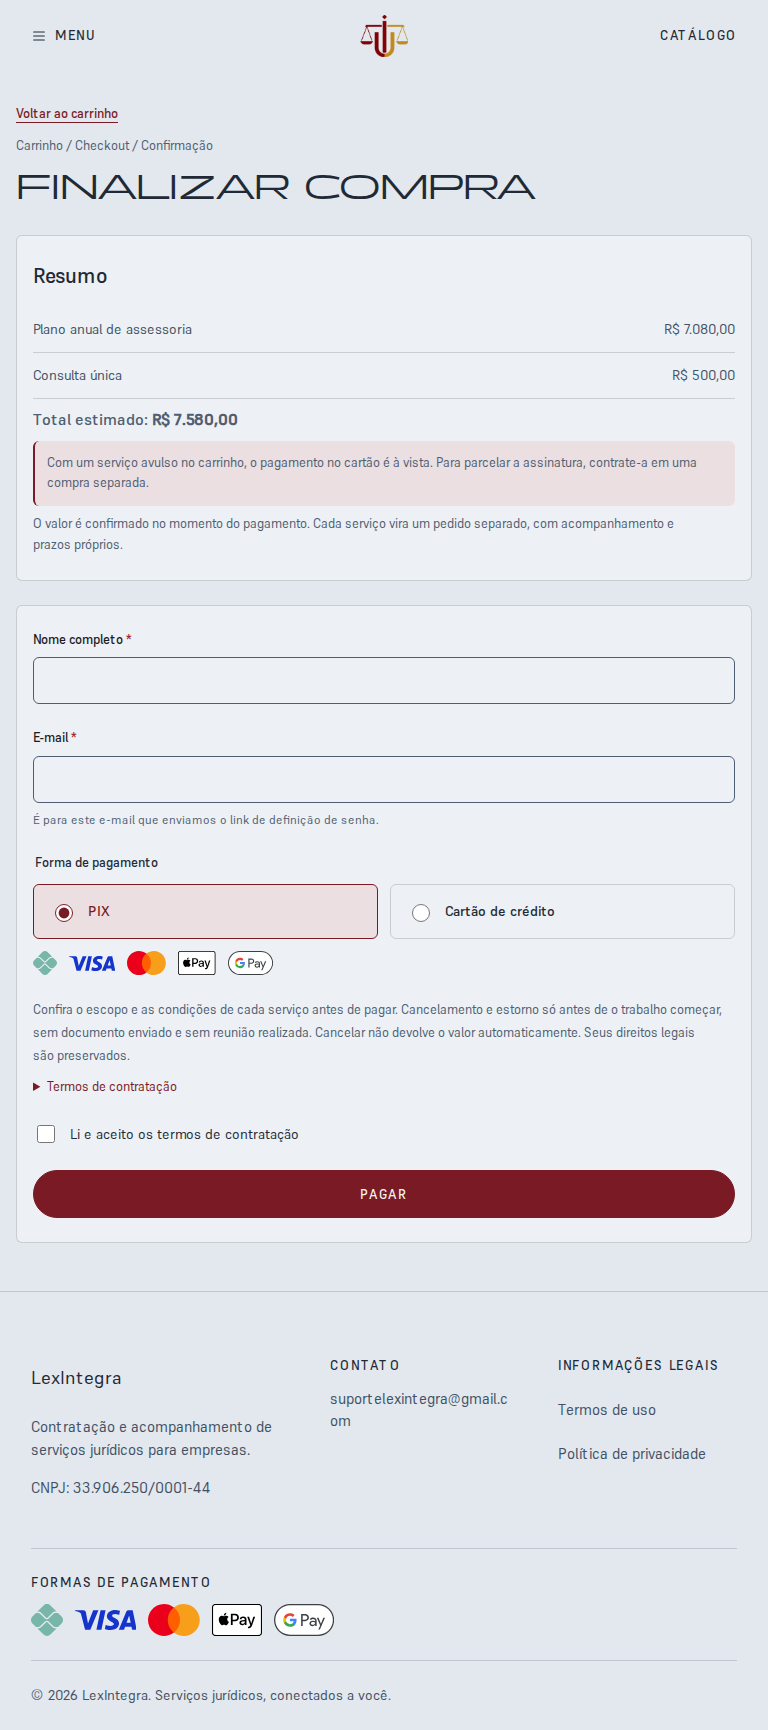 MENU
CATÁLOGO
Voltar ao carrinho
Carrinho / Checkout / Confirmação
FINALIZAR COMPRA
Resumo
Plano anual de assessoria R$ 7.080,00
Consulta única R$ 500,00
Total estimado: R$ 7.580,00
Com um serviço avulso no carrinho, o pagamento no cartão é à vista. Para parcelar a assinatura, contrate-a em uma
compra separada.
O valor é confirmado no momento do pagamento. Cada serviço vira um pedido separado, com acompanhamento e
prazos próprios.
Nome completo *
E-mail *
É para este e-mail que enviamos o link de definição de senha.
Forma de pagamento
PIX
Cartão de crédito
VISA Pay G Pay
Confira o escopo e as condições de cada serviço antes de pagar. Cancelamento e estorno só antes de o trabalho começar,
sem documento enviado e sem reunião realizada. Cancelar não devolve o valor automaticamente. Seus direitos legais
são preservados.
Termos de contratação
Li e aceito os termos de contratação
PAGAR
LexIntegra
Contratação e acompanhamento de
serviços jurídicos para empresas.
CNPJ: 33.906.250/0001-44
CONTATO
suportelexintegra@gmail.c
om
INFORMAÇÕES LEGAIS
Termos de uso
Política de privacidade
FORMAS DE PAGAMENTO
VISA Pay G Pay
© 2026 LexIntegra. Serviços jurídicos, conectados a você.